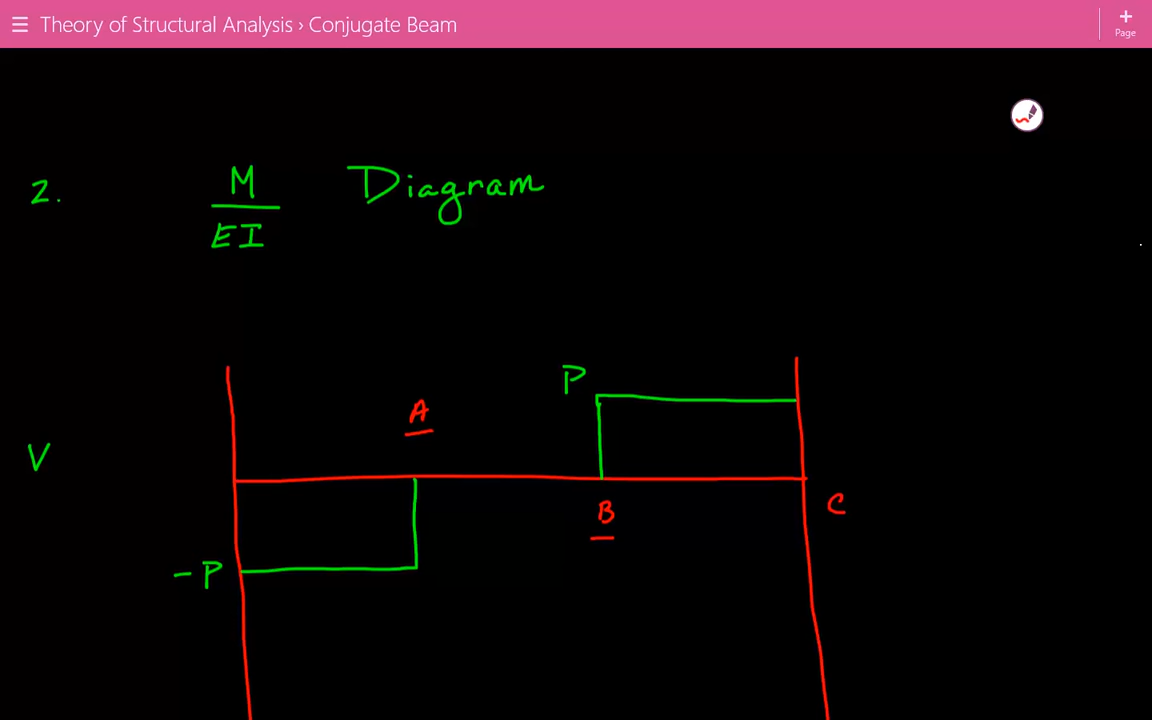 Theory of Structural Analysis › Conjugate Beam
+
Page
2. M/EI Diagram
P
A
V
B
C
-P